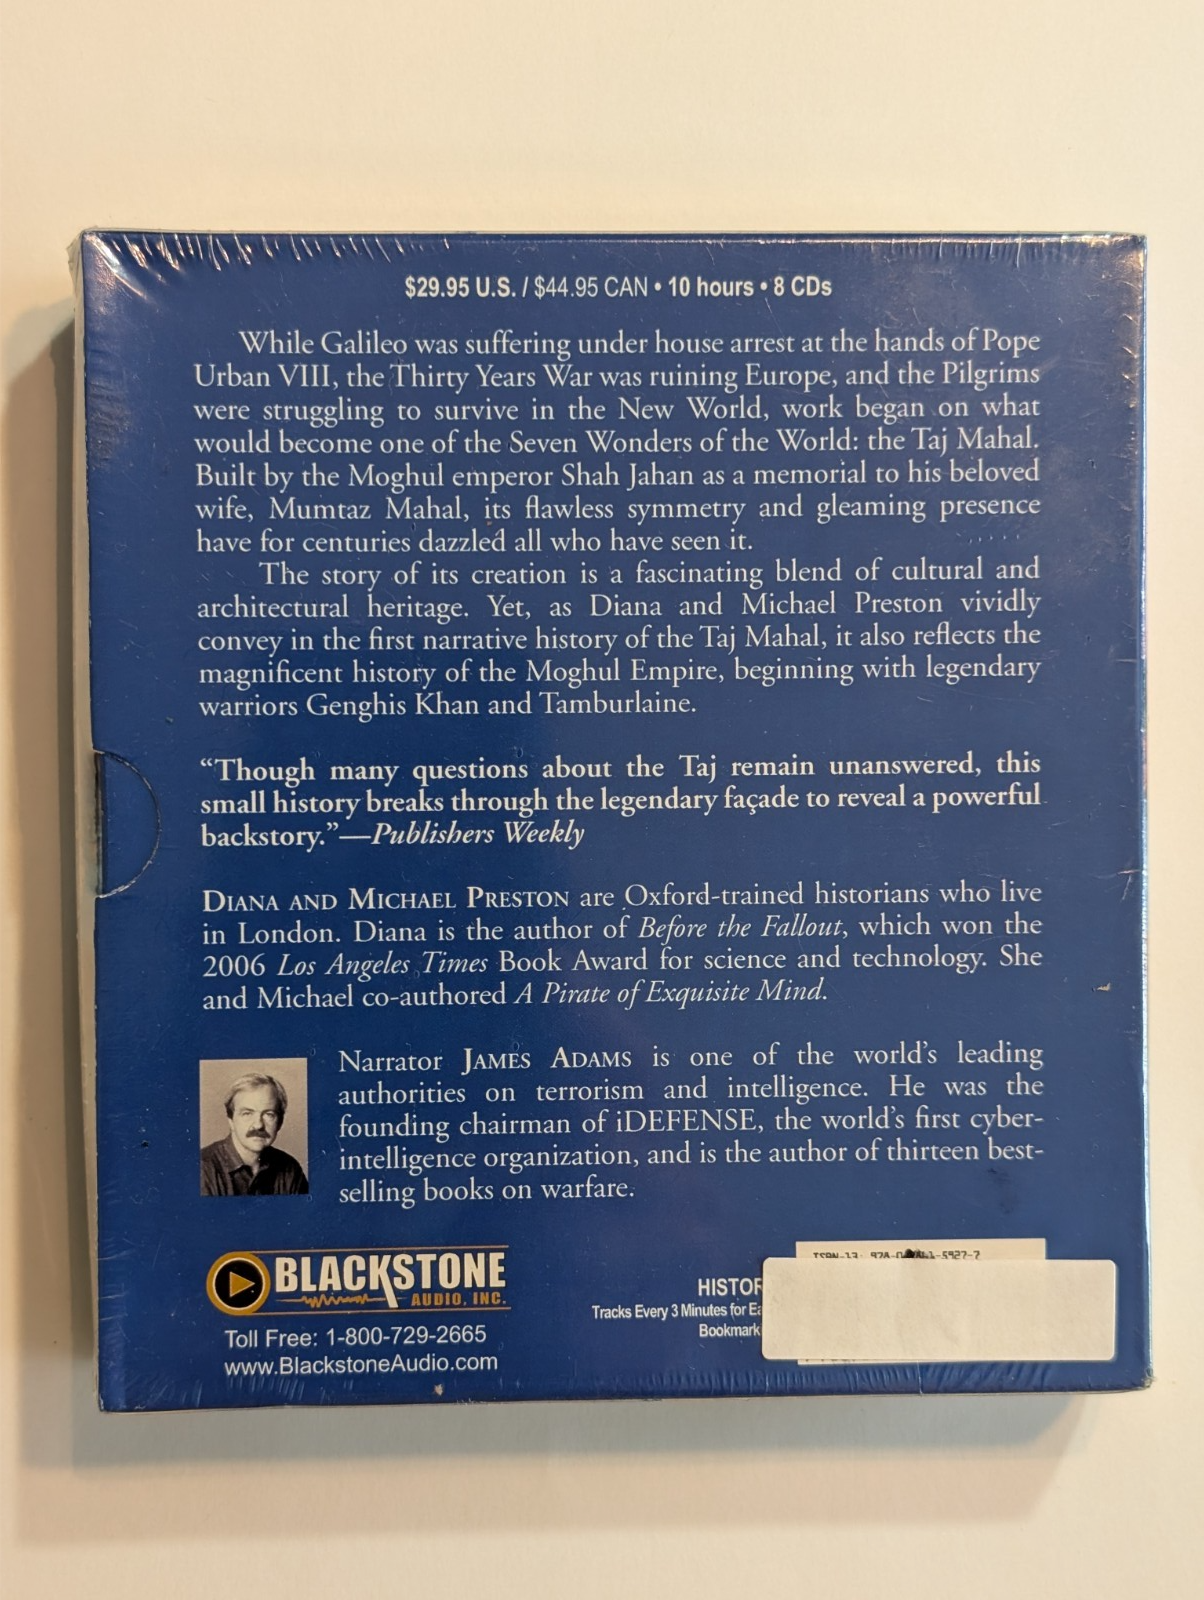 $29.95 U.S. / $44.95 CAN • 10 hours • 8 CDs
While Galileo was suffering under house arrest at the hands of Pope
Urban VIII, the Thirty Years War was ruining Europe, and the Pilgrims
were struggling to survive in the New World, work began on what
would become one of the Seven Wonders of the World: the Taj Mahal.
Built by the Moghul emperor Shah Jahan as a memorial to his beloved
wife, Mumtaz Mahal, its flawless symmetry and gleaming presence
have for centuries dazzled all who have seen it.
The story of its creation is a fascinating blend of cultural and
architectural heritage. Yet, as Diana and Michael Preston vividly
convey in the first narrative history of the Taj Mahal, it also reflects the
magnificent history of the Moghul Empire, beginning with legendary
warriors Genghis Khan and Tamburlaine.
“Though many questions about the Taj remain unanswered, this
small history breaks through the legendary façade to reveal a powerful
backstory.”—Publishers Weekly
DIANA AND MICHAEL PRESTON are Oxford-trained historians who live
in London. Diana is the author of Before the Fallout, which won the
2006 Los Angeles Times Book Award for science and technology. She
and Michael co-authored A Pirate of Exquisite Mind.
Narrator JAMES ADAMS is one of the world's leading
authorities on terrorism and intelligence. He was the
founding chairman of iDEFENSE, the world's first cyber-
intelligence organization, and is the author of thirteen best-
selling books on warfare.
BLACKSTONE
AUDIO, INC.
Toll Free: 1-800-729-2665
www.BlackstoneAudio.com
HISTOR
Tracks Every 3 Minutes for Ea
Bookmark
ISBN-13: